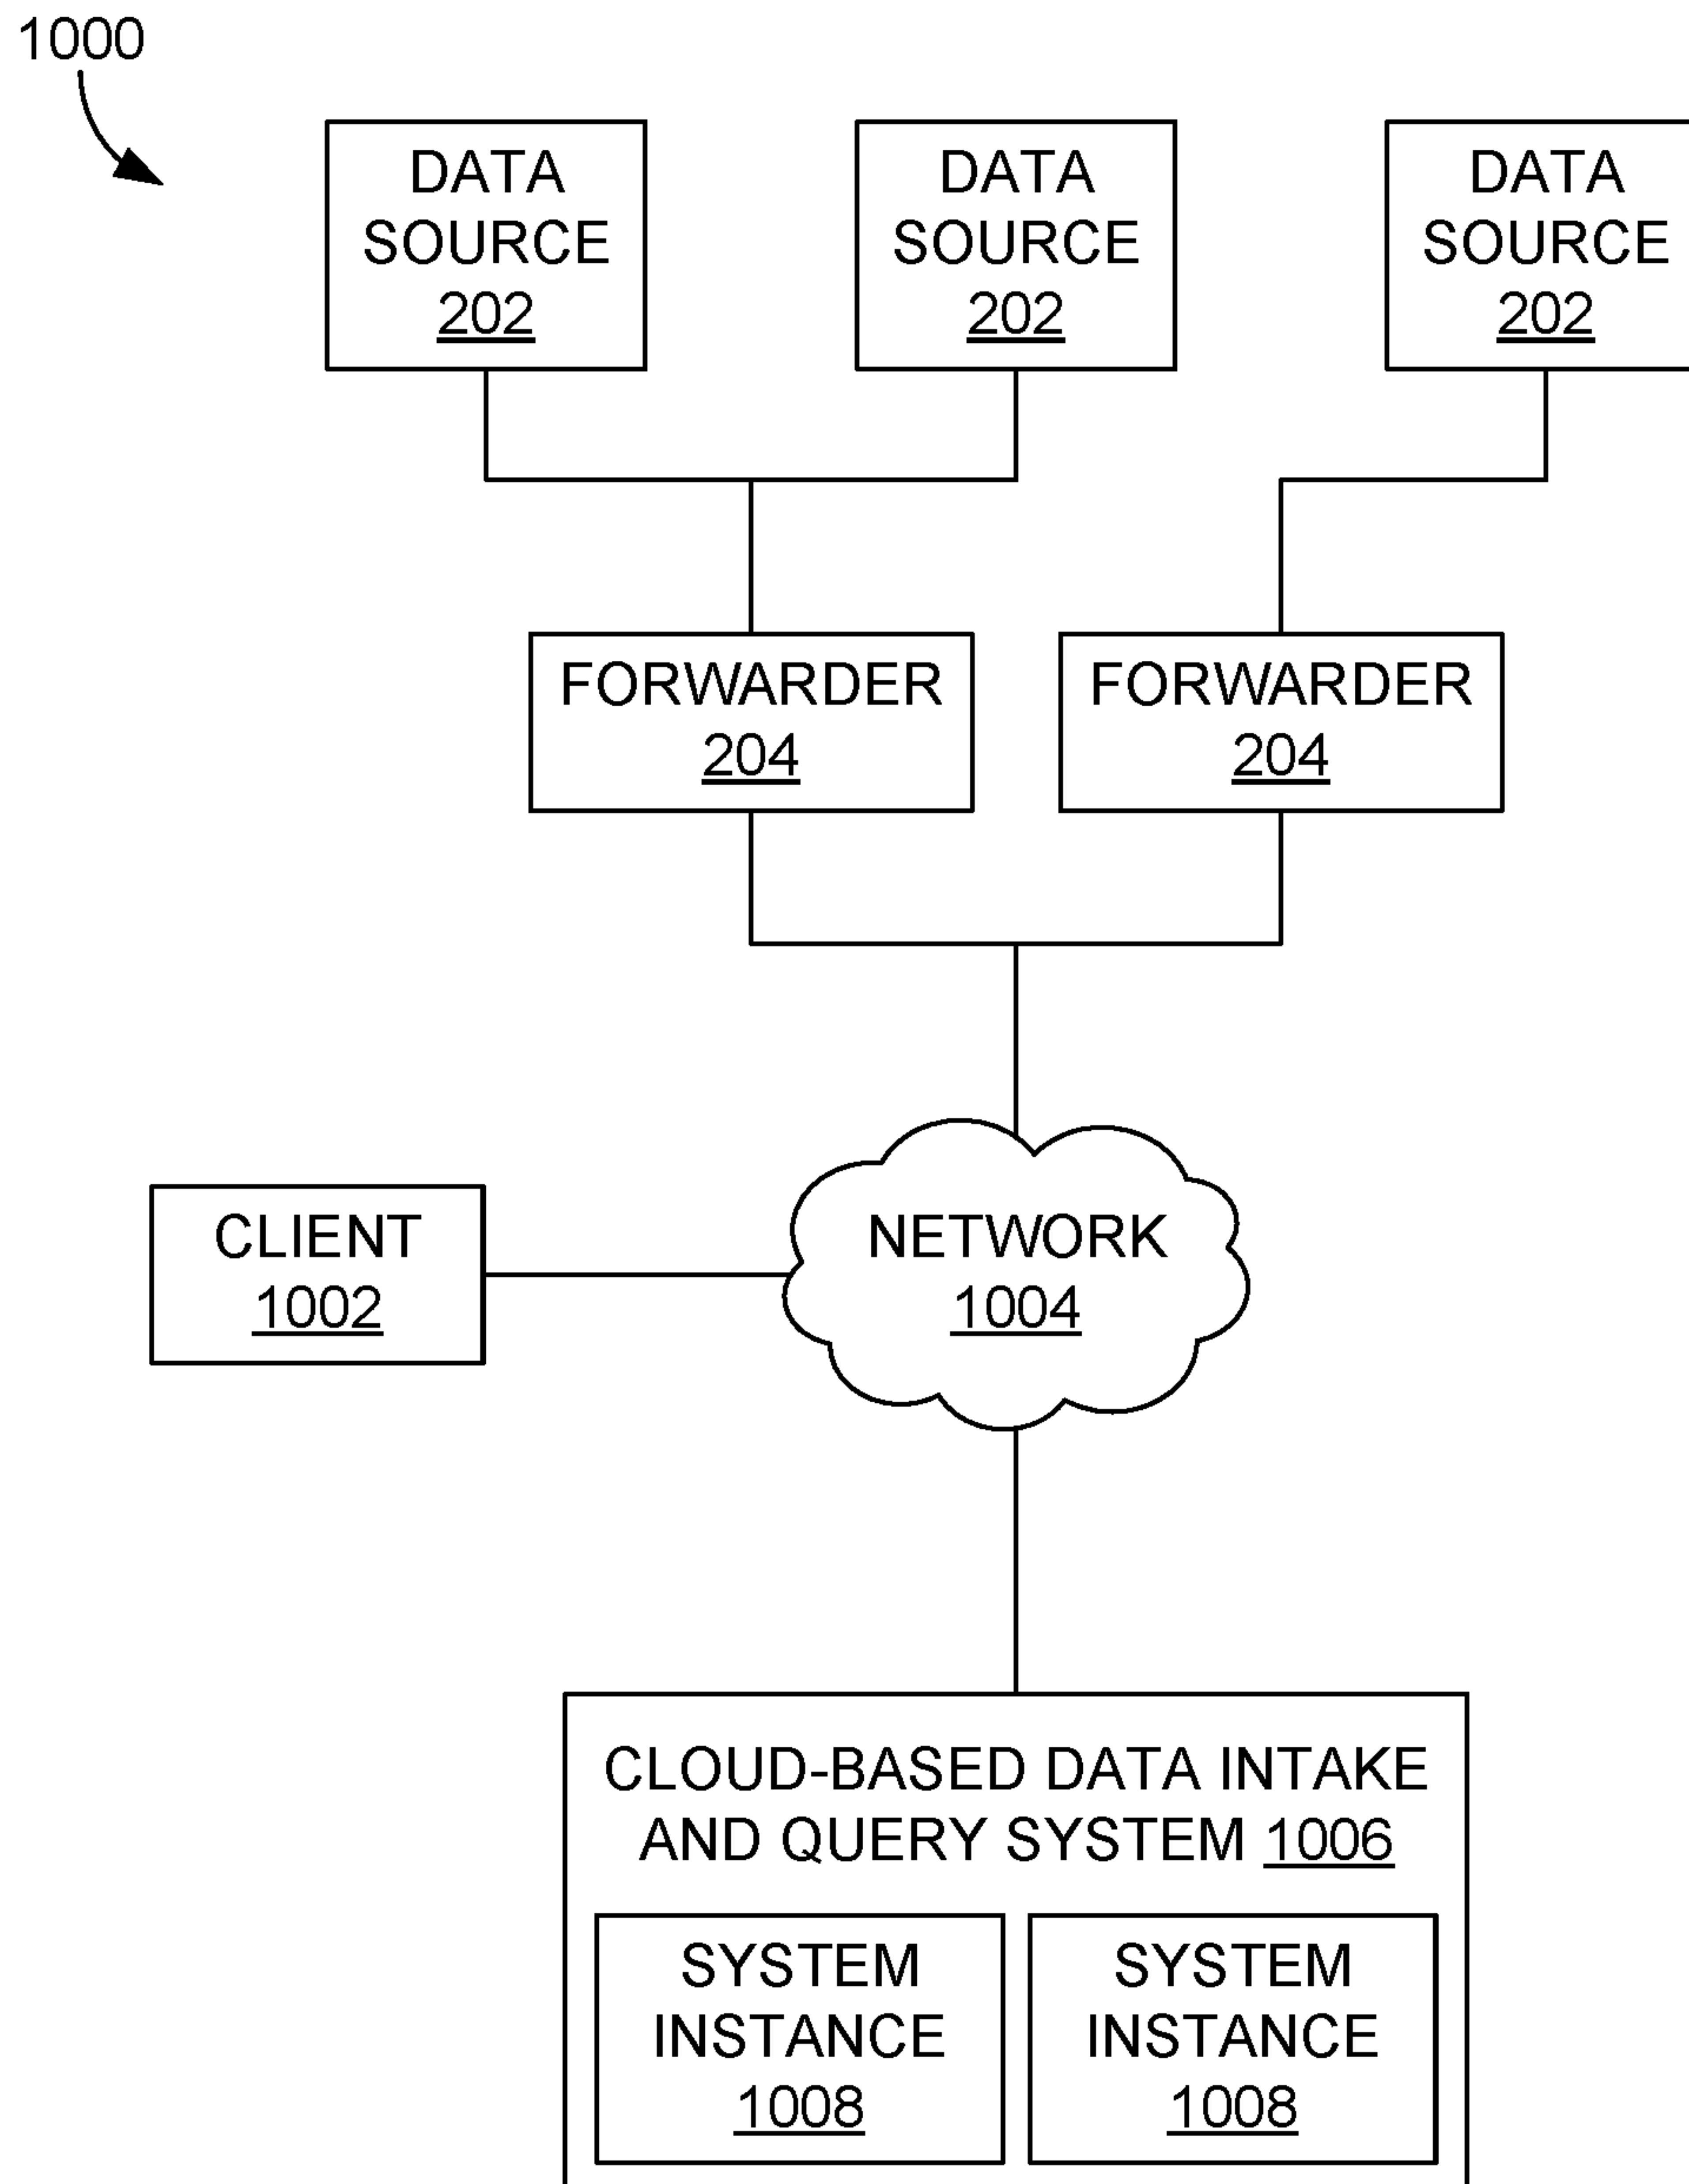 1000
DATA
SOURCE
202
DATA
SOURCE
202
DATA
SOURCE
202
FORWARDER
204
FORWARDER
204
CLIENT
1002
NETWORK
1004
CLOUD-BASED DATA INTAKE
AND QUERY SYSTEM 1006
SYSTEM
INSTANCE
1008
SYSTEM
INSTANCE
1008